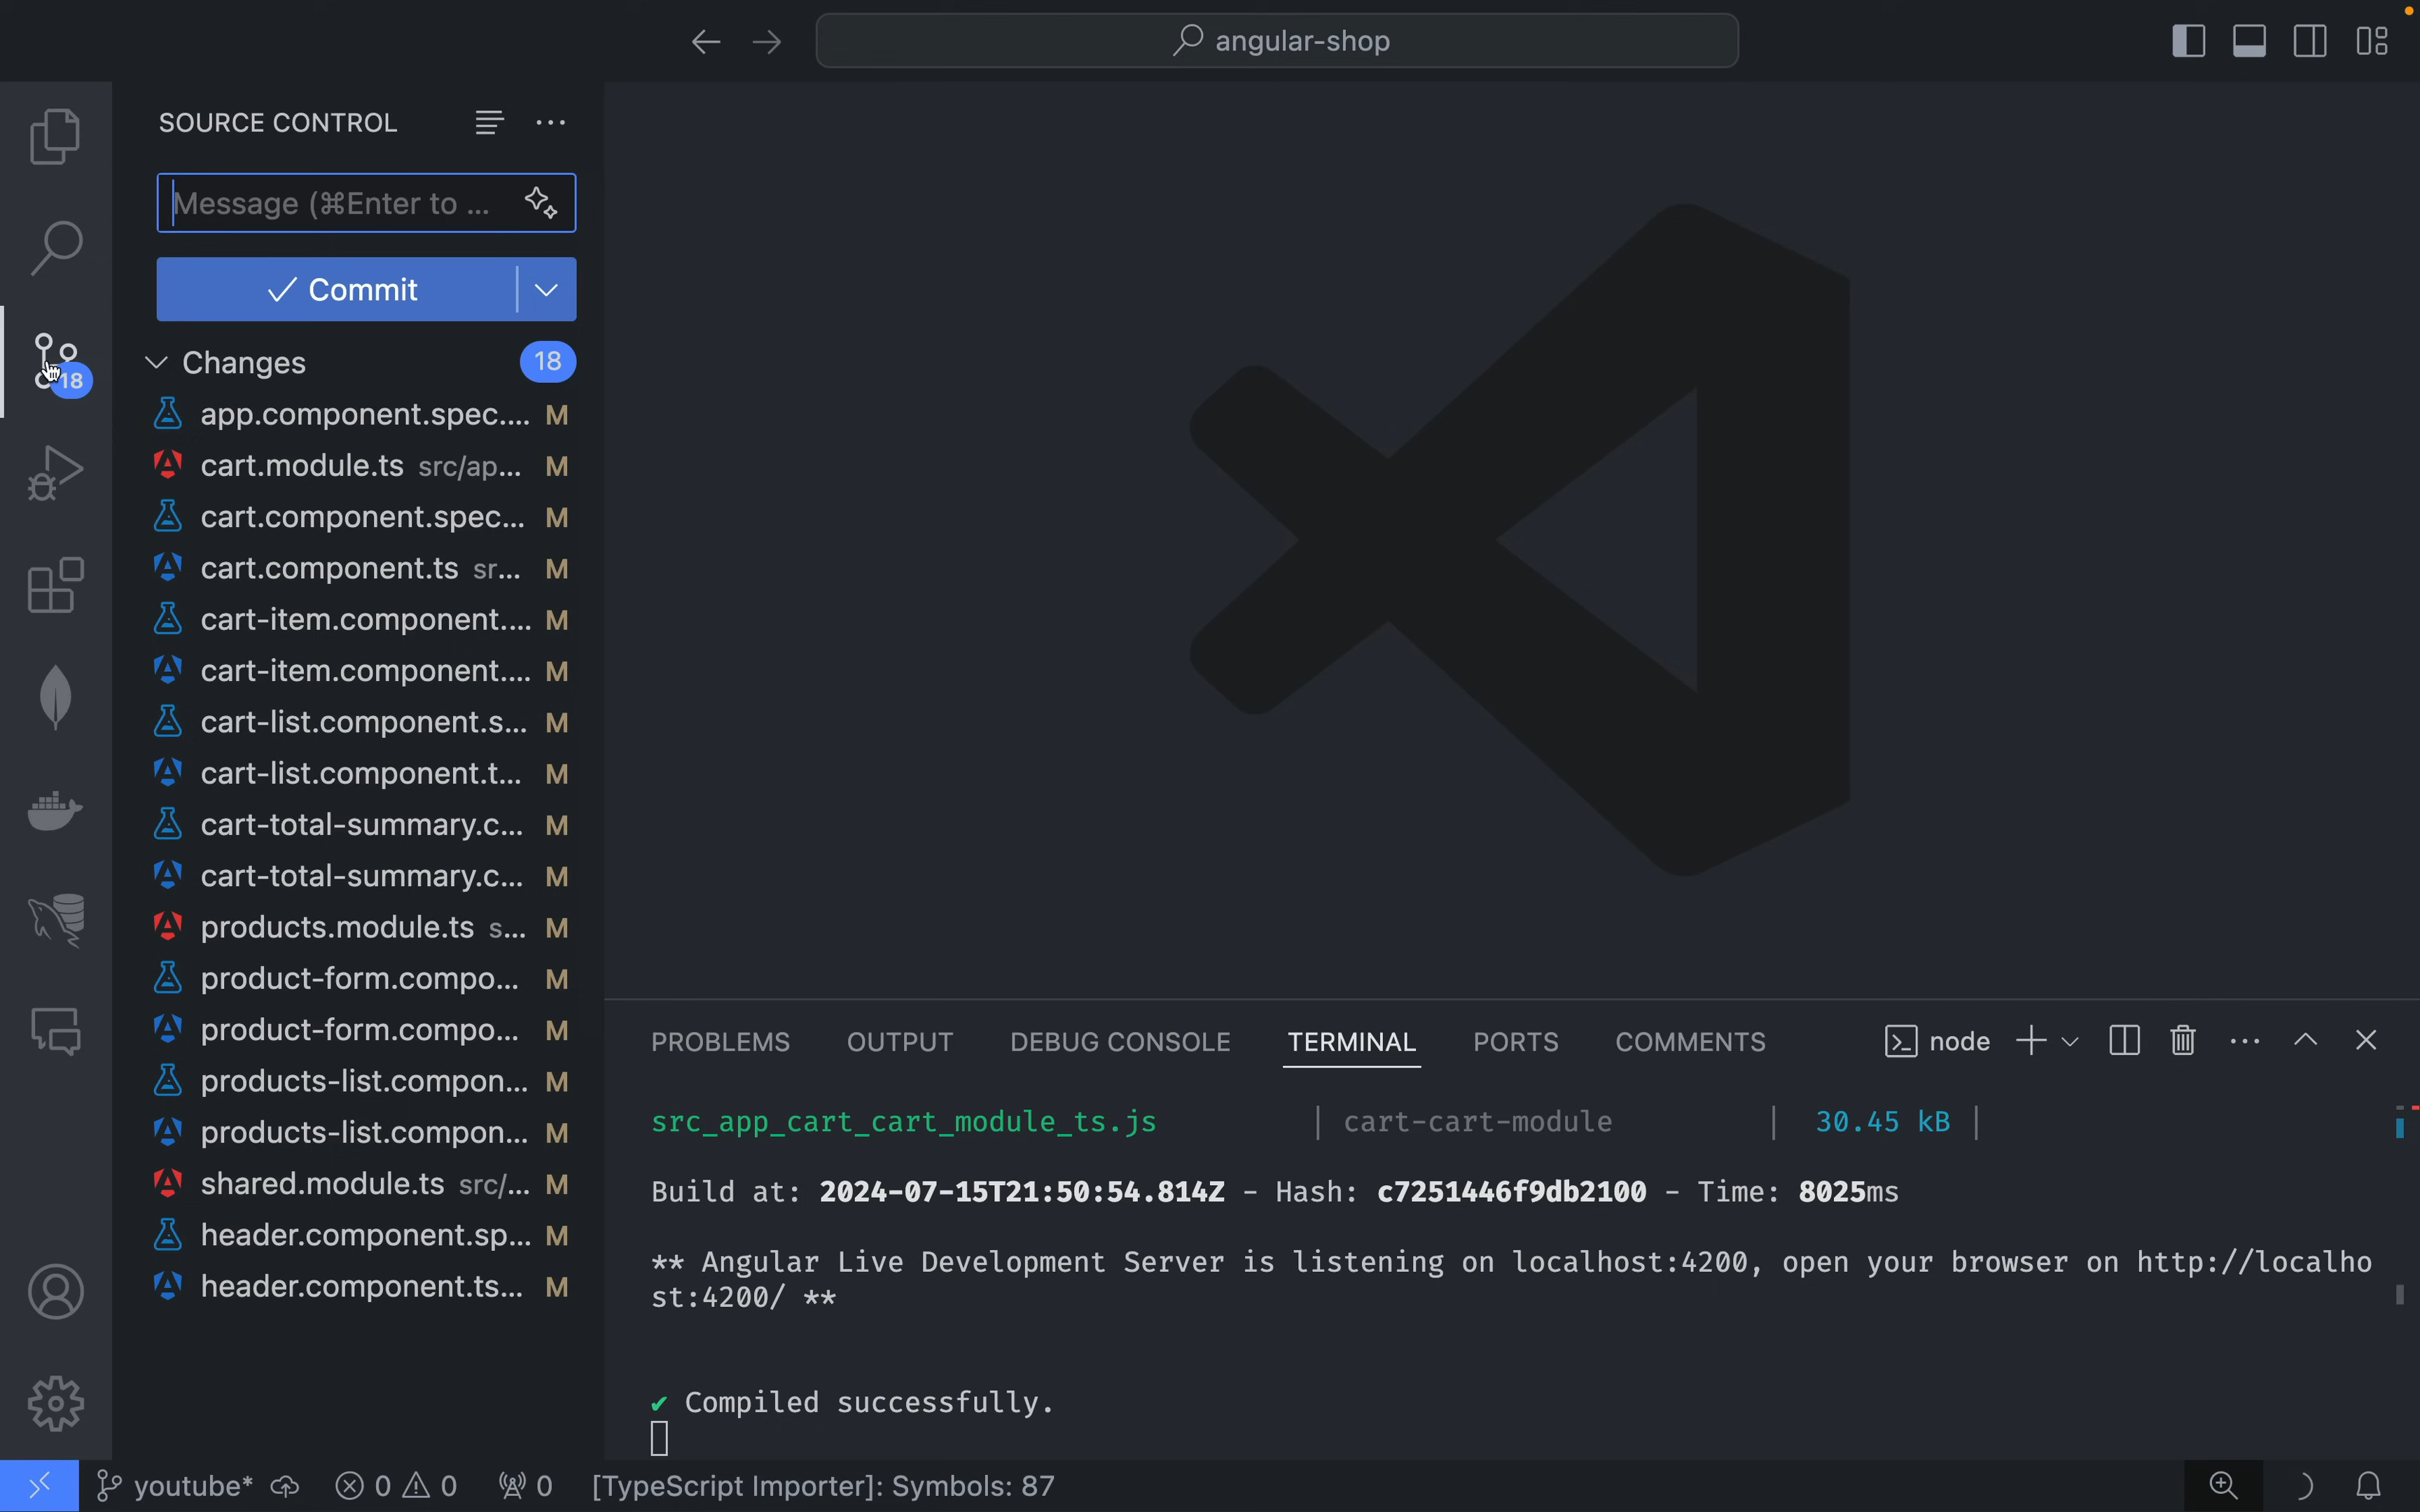 angular-shop
SOURCE CONTROL
Message (⌘Enter to ...
Commit
Changes 18
18
app.component.spec.... M
cart.module.ts src/ap... M
cart.component.spec... M
cart.component.ts sr... M
cart-item.component.... M
cart-item.component.... M
cart-list.component.s... M
cart-list.component.t... M
cart-total-summary.c... M
cart-total-summary.c... M
products.module.ts s... M
product-form.compo... M
product-form.compo... M
products-list.compon... M
products-list.compon... M
shared.module.ts src/... M
header.component.sp... M
header.component.ts... M
PROBLEMS OUTPUT DEBUG CONSOLE TERMINAL PORTS COMMENTS node
src_app_cart_cart_module_ts.js | cart-cart-module | 30.45 kB |
Build at: 2024-07-15T21:50:54.814Z - Hash: c7251446f9db2100 - Time: 8025ms
** Angular Live Development Server is listening on localhost:4200, open your browser on http://localho
st:4200/ **
✔ Compiled successfully.
youtube* 0 0 0 [TypeScript Importer]: Symbols: 87